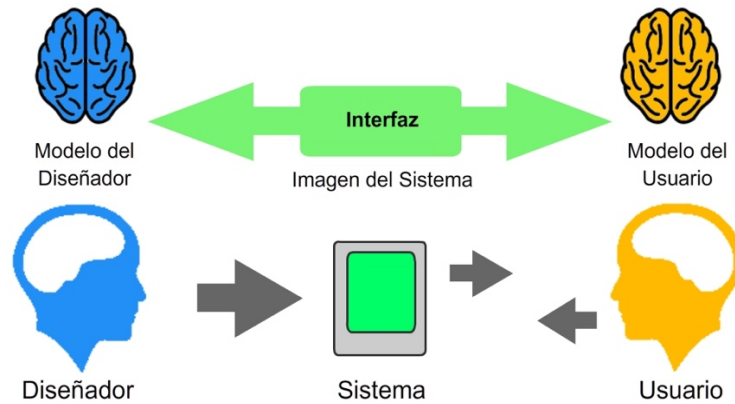 Interfaz
Modelo del
Diseñador
Imagen del Sistema
Modelo del
Usuario
Diseñador
Sistema
Usuario